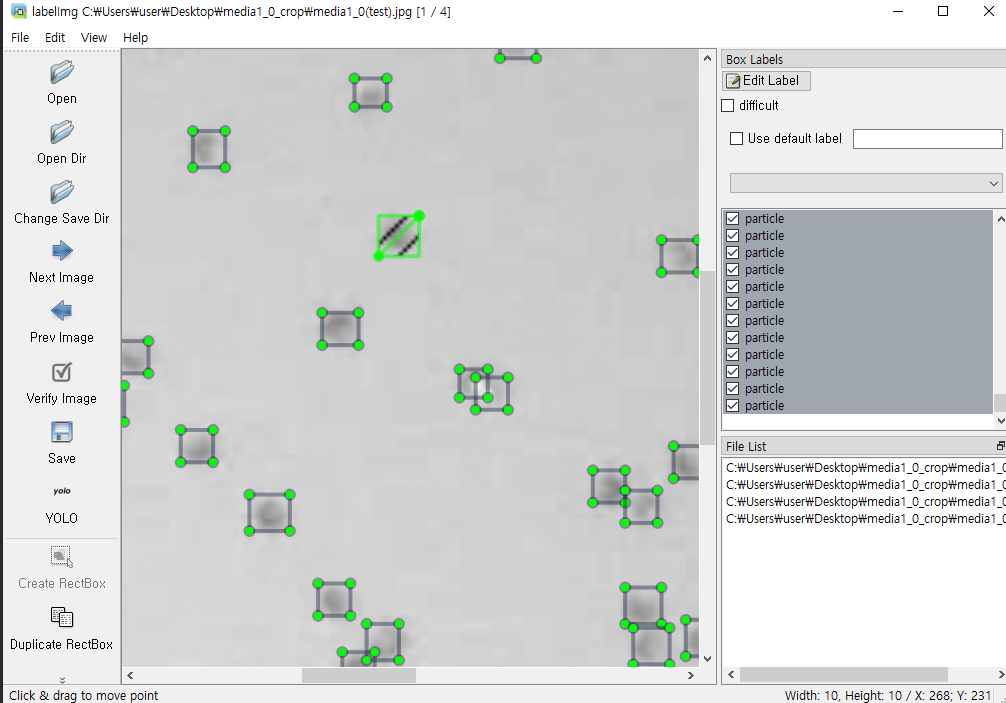 labelImg C:₩Users₩user₩Desktop₩media1_0_crop₩media1_0(test).jpg [1 / 4]
File Edit View Help
Open
Open Dir
Change Save Dir
Next Image
Prev Image
Verify Image
Save
yolo
YOLO
Create RectBox
Duplicate RectBox
Box Labels
Edit Label
difficult
Use default label
particle
particle
particle
particle
particle
particle
particle
particle
particle
particle
particle
particle
File List
C:₩Users₩user₩Desktop₩media1_0_crop₩media1_0
C:₩Users₩user₩Desktop₩media1_0_crop₩media1_0
C:₩Users₩user₩Desktop₩media1_0_crop₩media1_0
C:₩Users₩user₩Desktop₩media1_0_crop₩media1_0
Click & drag to move point
Width: 10, Height: 10 / X: 268; Y: 231